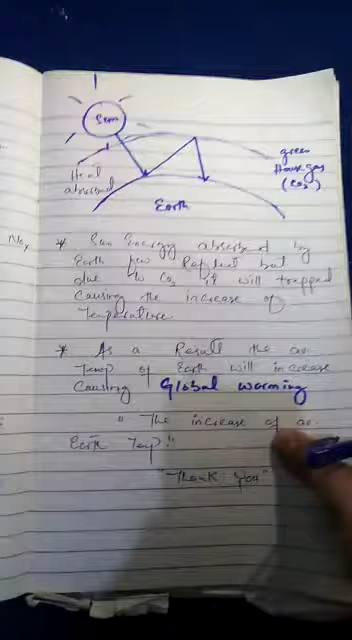 Sun
green
House gas
(CO2)
Heat
absorbed
Earth
NOx
* Sun Energy absorbed by
Earth few Reflect but
due to CO2 it will trapped
causing the increase of
Temperature
* As a Result the av
Temp of Earth will increase
Causing Global warming
" The increase of av.
Earth Temp."
"Thank You"